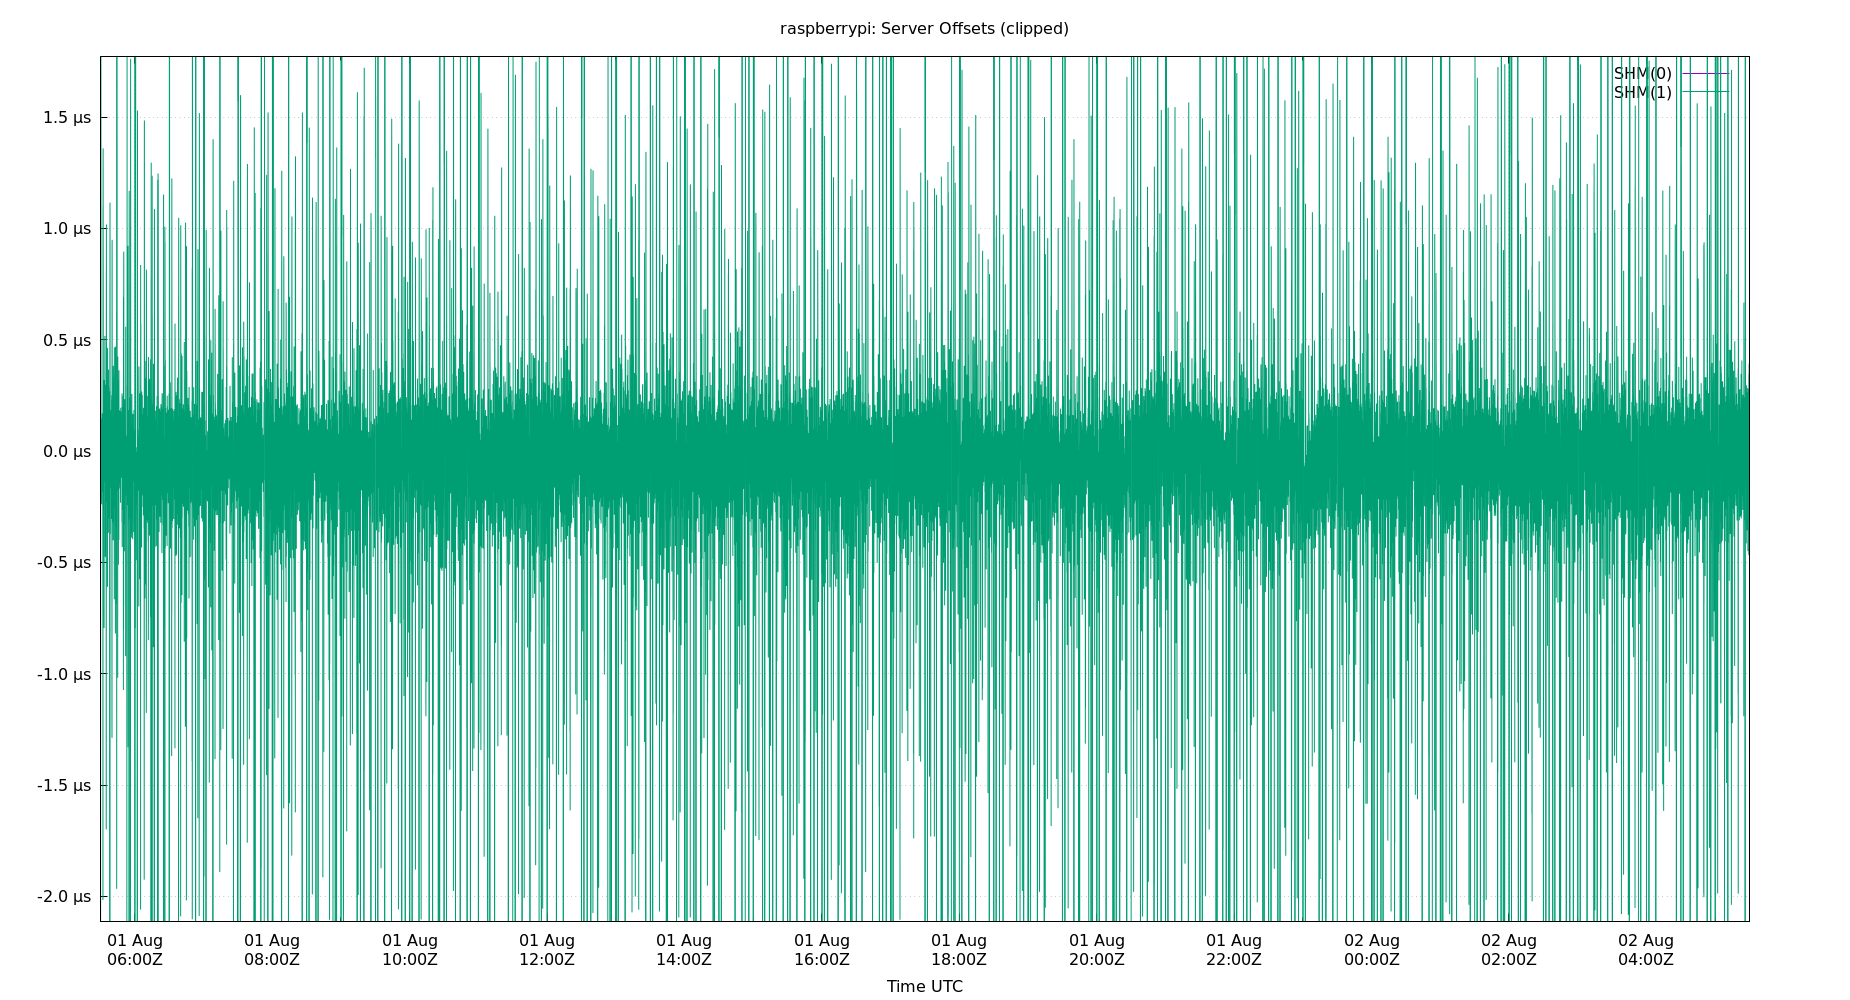 raspberrypi: Server Offsets (clipped)
SHM(0)
SHM(1)
1.5 µs
1.0 µs
0.5 µs
0.0 µs
-0.5 µs
-1.0 µs
-1.5 µs
-2.0 µs
01 Aug 01 Aug 01 Aug 01 Aug 01 Aug 01 Aug 01 Aug 01 Aug 01 Aug 02 Aug 02 Aug 02 Aug
06:00Z 08:00Z 10:00Z 12:00Z 14:00Z 16:00Z 18:00Z 20:00Z 22:00Z 00:00Z 02:00Z 04:00Z
Time UTC